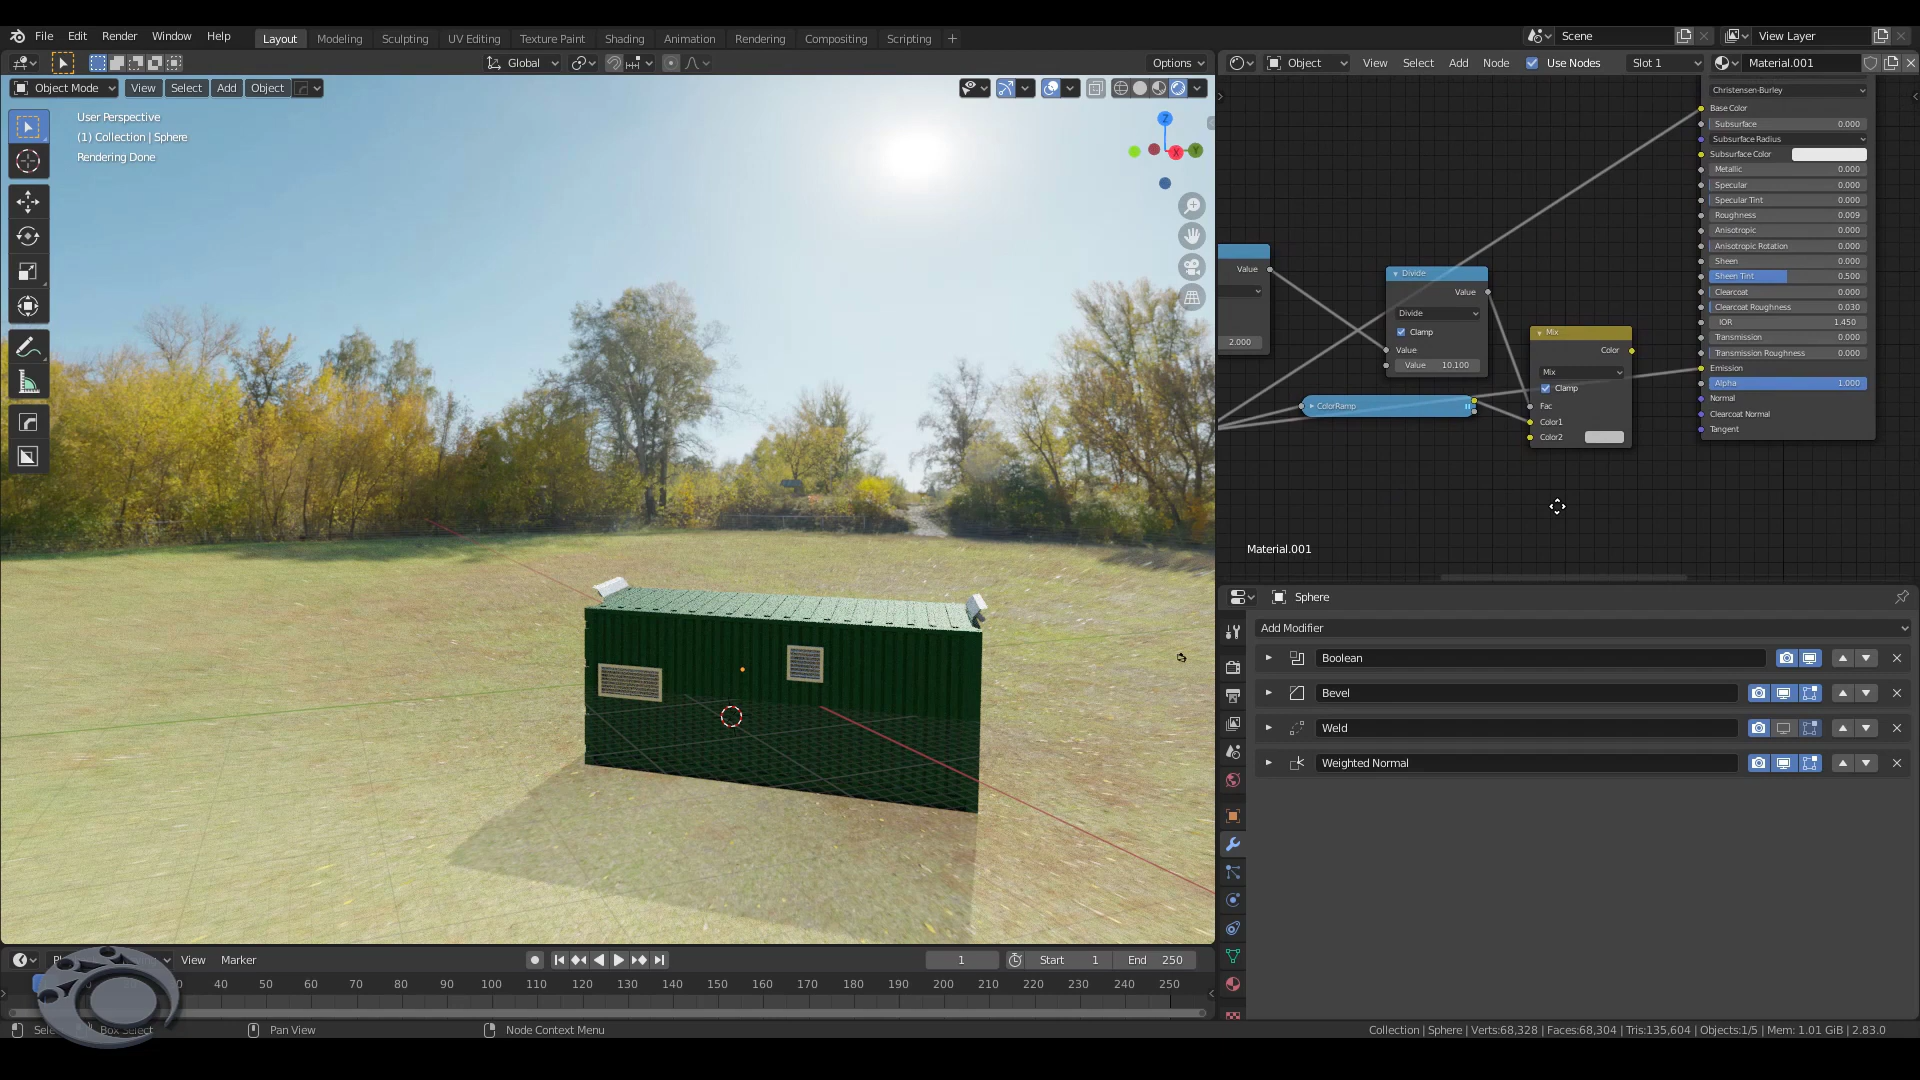 File Edit Render Window Help Layout Modeling Sculpting UV Editing Texture Paint Shading Animation Rendering Compositing Scripting + Scene View Layer
Global Options
Object View Select Add Node Use Nodes Slot 1 Material.001
Object Mode View Select Add Object
User Perspective
(1) Collection | Sphere
Rendering Done
Z
X
Y
Christensen-Burley
Base Color
Subsurface 0.000
Subsurface Radius
Subsurface Color
Metallic 0.000
Specular 0.000
Specular Tint 0.000
Roughness 0.009
Anisotropic 0.000
Anisotropic Rotation 0.000
Sheen 0.000
Sheen Tint 0.500
Clearcoat 0.000
Clearcoat Roughness 0.030
IOR 1.450
Transmission 0.000
Transmission Roughness 0.000
Emission
Alpha 1.000
Normal
Clearcoat Normal
Tangent
Value
2.000
Divide
Value
Divide
Clamp
Value
Value 10.100
ColorRamp
Mix
Color
Mix
Clamp
Fac
Color1
Color2
Material.001
Sphere
Add Modifier
Boolean
Bevel
Weld
Weighted Normal
View Marker 1 Start 1 End 250
40 50 60 70 80 90 100 110 120 130 140 150 160 170 180 190 200 210 220 230 240 250
Box Select Pan View Node Context Menu
Collection | Sphere | Verts:68,328 | Faces:68,304 | Tris:135,604 | Objects:1/5 | Mem: 1.01 GiB | 2.83.0